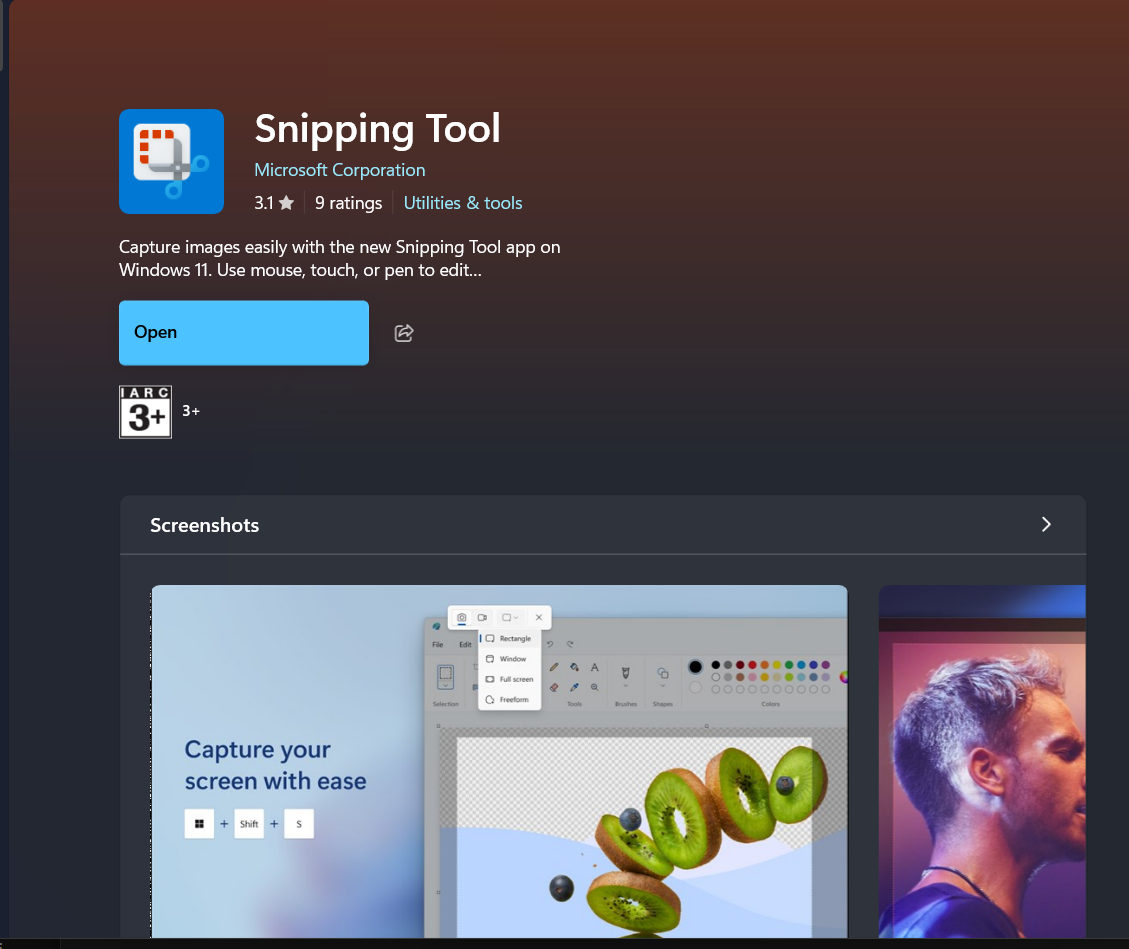 Snipping Tool
Microsoft Corporation
3.1 ★ 9 ratings Utilities & tools
Capture images easily with the new Snipping Tool app on
Windows 11. Use mouse, touch, or pen to edit...
Open
IARC
3+
3+
Screenshots
File Edit
Rectangle
Window
Full screen
Freeform
A
Selection Tools Brushes Shapes Colors
Capture your
screen with ease
+ Shift + S